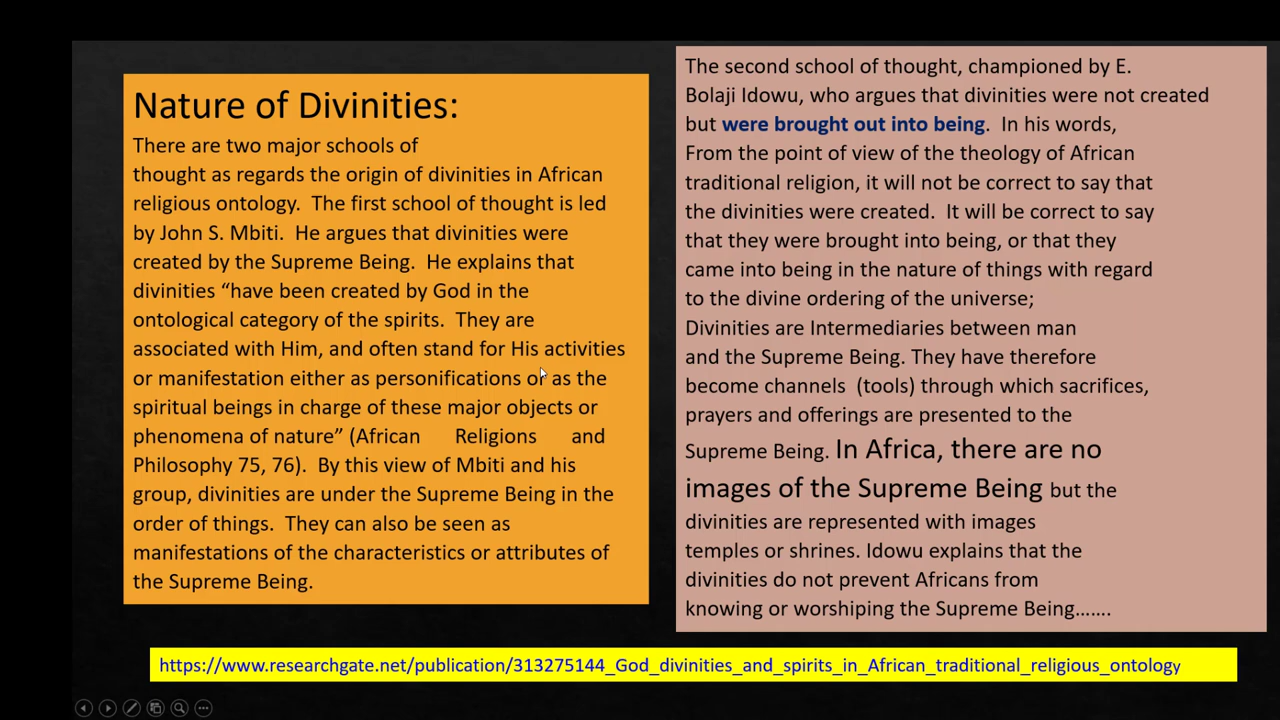 Nature of Divinities:
There are two major schools of
thought as regards the origin of divinities in African
religious ontology.  The first school of thought is led
by John S. Mbiti.  He argues that divinities were
created by the Supreme Being.  He explains that
divinities “have been created by God in the
ontological category of the spirits.  They are
associated with Him, and often stand for His activities
or manifestation either as personifications or as the
spiritual beings in charge of these major objects or
phenomena of nature” (African Religions and
Philosophy 75, 76).  By this view of Mbiti and his
group, divinities are under the Supreme Being in the
order of things.  They can also be seen as
manifestations of the characteristics or attributes of
the Supreme Being.
The second school of thought, championed by E.
Bolaji Idowu, who argues that divinities were not created
but were brought out into being.  In his words,
From the point of view of the theology of African
traditional religion, it will not be correct to say that
the divinities were created.  It will be correct to say
that they were brought into being, or that they
came into being in the nature of things with regard
to the divine ordering of the universe;
Divinities are Intermediaries between man
and the Supreme Being. They have therefore
become channels  (tools) through which sacrifices,
prayers and offerings are presented to the
Supreme Being. In Africa, there are no
images of the Supreme Being but the
divinities are represented with images
temples or shrines. Idowu explains that the
divinities do not prevent Africans from
knowing or worshiping the Supreme Being…….
https://www.researchgate.net/publication/313275144_God_divinities_and_spirits_in_African_traditional_religious_ontology